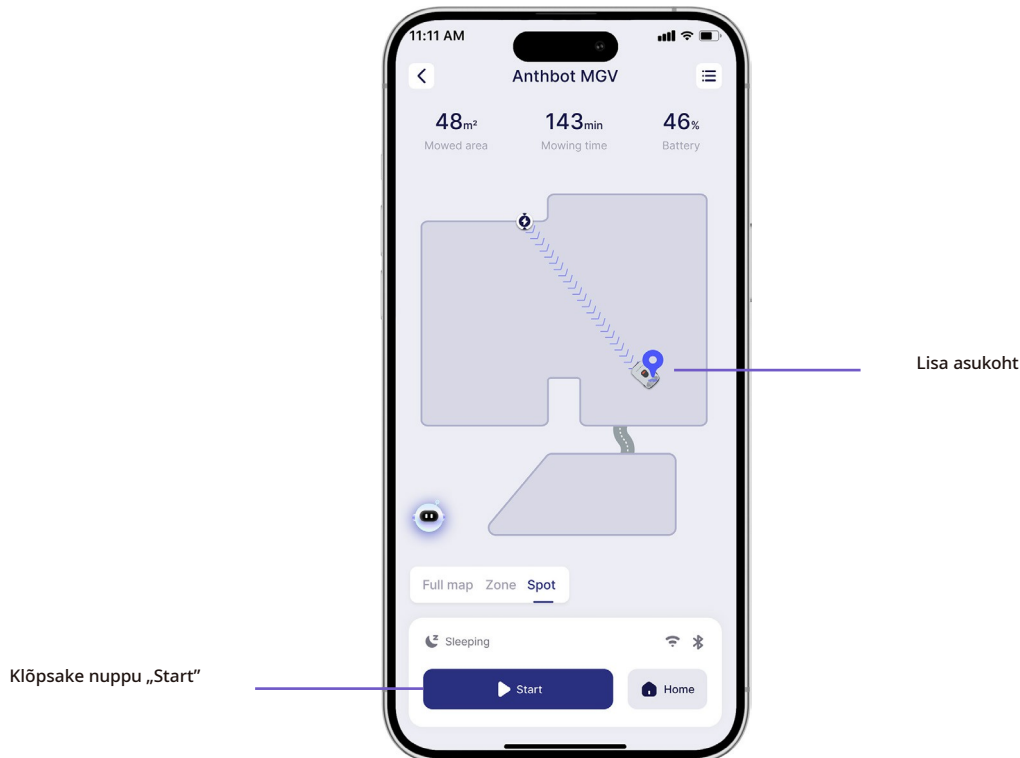 11:11 AM
Anthbot MGV
48m² 143min 46%
Mowed area Mowing time Battery
Lisa asukoht
Full map Zone Spot
Sleeping
Klõpsake nuppu „Start”
Start Home